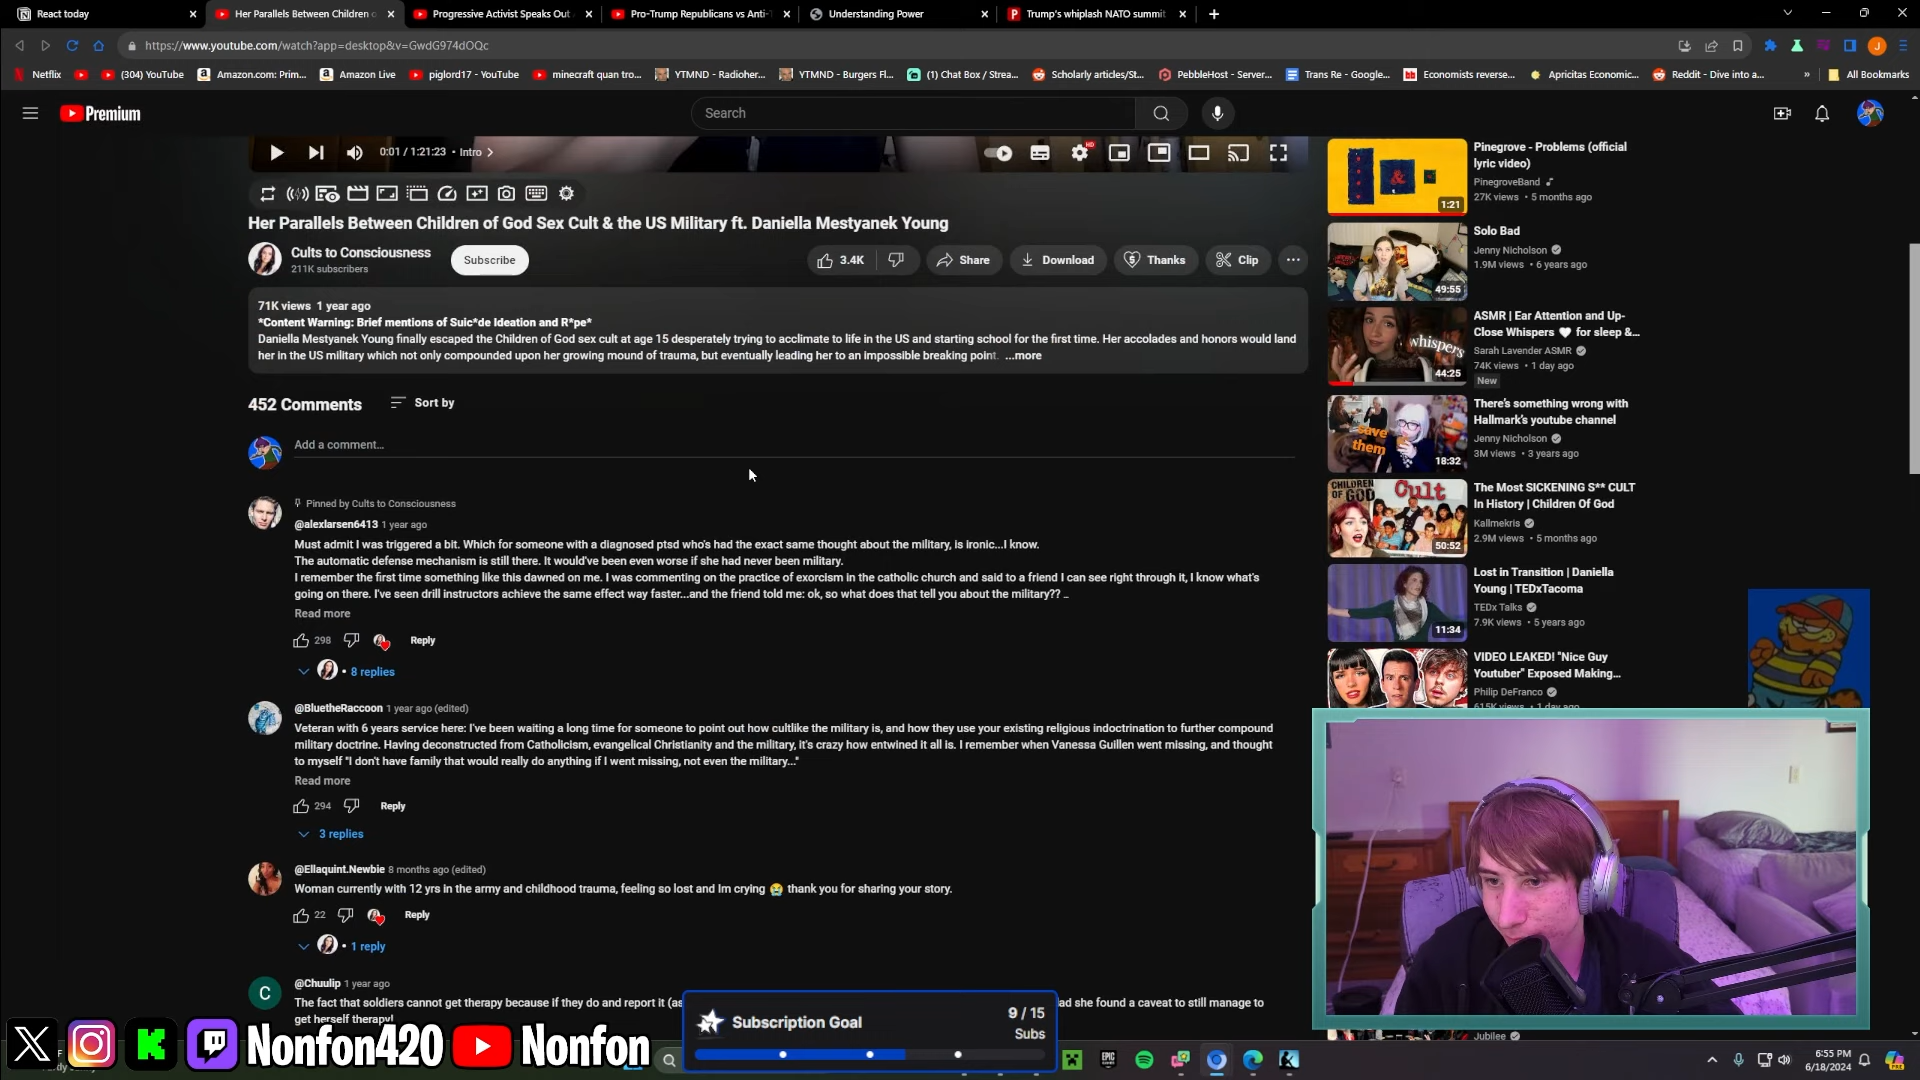 React today
Her Parallels Between Children o
Progressive Activist Speaks Out
Pro-Trump Republicans vs Anti-T
Understanding Power
Trump's whiplash NATO summit
https://www.youtube.com/watch?app=desktop&v=GwdG974dOQc
J
Netflix
(304) YouTube
Amazon.com: Prim...
Amazon Live
piglord17 - YouTube
minecraft quan tro...
YTMND - Radioher...
YTMND - Burgers Fl...
(1) Chat Box / Strea...
Scholarly articles/St...
PebbleHost - Server...
Trans Re - Google...
Economists reverse...
Apricitas Economic...
Reddit - Dive into a...
»
All Bookmarks
Premium
Search
0:01 / 1:21:23 • Intro
HD
Her Parallels Between Children of God Sex Cult & the US Military ft. Daniella Mestyanek Young
Cults to Consciousness
211K subscribers
Subscribe
3.4K
Share
Download
Thanks
Clip
71K views 1 year ago
*Content Warning: Brief mentions of Suic*de Ideation and R*pe*
Daniella Mestyanek Young finally escaped the Children of God sex cult at age 15 desperately trying to acclimate to life in the US and starting school for the first time. Her accolades and honors would land
her in the US military which not only compounded upon her growing mound of trauma, but eventually leading her to an impossible breaking point. ...more
452 Comments
Sort by
Add a comment...
Pinned by Cults to Consciousness
@alexlarsen6413 1 year ago
Must admit I was triggered a bit. Which for someone with a diagnosed ptsd who's had the exact same thought about the military, is ironic...I know.
The automatic defense mechanism is still there. It would've been even worse if she had never been military.
I remember the first time something like this dawned on me. I was commenting on the practice of exorcism in the catholic church and said to a friend I can see right through it, I know what's
going on there. I've seen drill instructors achieve the same effect way faster...and the friend told me: ok, so what does that tell you about the military?? ..
Read more
298
Reply
• 8 replies
@BluetheRaccoon 1 year ago (edited)
Veteran with 6 years service here: I've been waiting a long time for someone to point out how cultlike the military is, and how they use your existing religious indoctrination to further compound
military doctrine. Having deconstructed from Catholicism, evangelical Christianity and the military, it's crazy how entwined it all is. I remember when Vanessa Guillen went missing, and thought
to myself "I don't have family that would really do anything if I went missing, not even the military..."
Read more
294
Reply
3 replies
@Ellaquint.Newbie 8 months ago (edited)
Woman currently with 12 yrs in the army and childhood trauma, feeling so lost and Im crying 😭 thank you for sharing your story.
22
Reply
• 1 reply
C
@Chuulip 1 year ago
The fact that soldiers cannot get therapy because if they do and report it (as
ad she found a caveat to still manage to
get herself therapy!
Pinegrove - Problems (official
lyric video)
PinegroveBand
27K views • 5 months ago
1:21
Solo Bad
Jenny Nicholson
1.9M views • 6 years ago
49:55
ASMR | Ear Attention and Up-
Close Whispers 🤍 for sleep &...
Sarah Lavender ASMR
74K views • 1 day ago
New
whispers
44:25
There's something wrong with
Hallmark's youtube channel
Jenny Nicholson
3M views • 3 years ago
save
them
18:32
The Most SICKENING S** CULT
In History | Children Of God
Kallmekris
2.9M views • 5 months ago
CHILDREN
OF GOD
Cult
50:52
Lost in Transition | Daniella
Young | TEDxTacoma
TEDx Talks
7.9K views • 5 years ago
11:34
VIDEO LEAKED! "Nice Guy
Youtuber" Exposed Making...
Philip DeFranco
615K views • 1 day ago
Jubilee
Nonfon420
Nonfon
Subscription Goal
9 / 15
Subs
EPIC
6:55 PM
6/18/2024